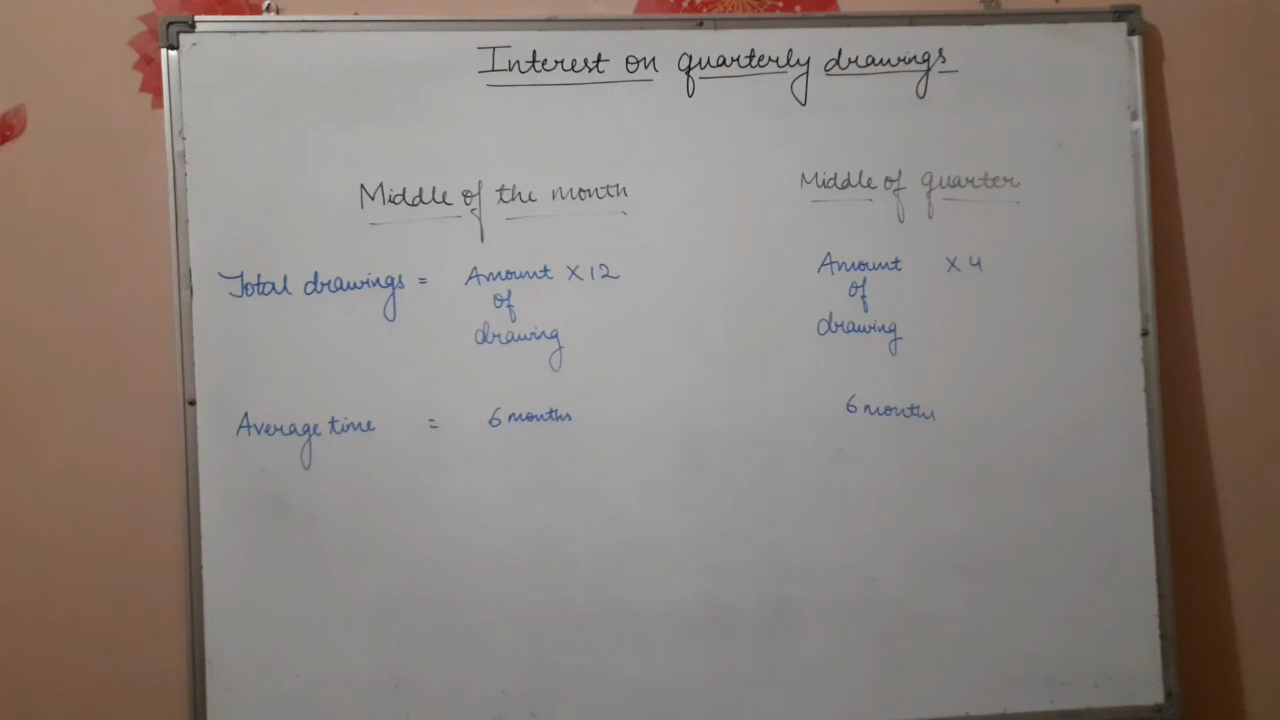 Interest on quarterly drawings
Middle of the month
Middle of quarter
Total drawings = Amount X 12
of
drawing
Amount X 4
of
drawing
Average time = 6 months
6 months